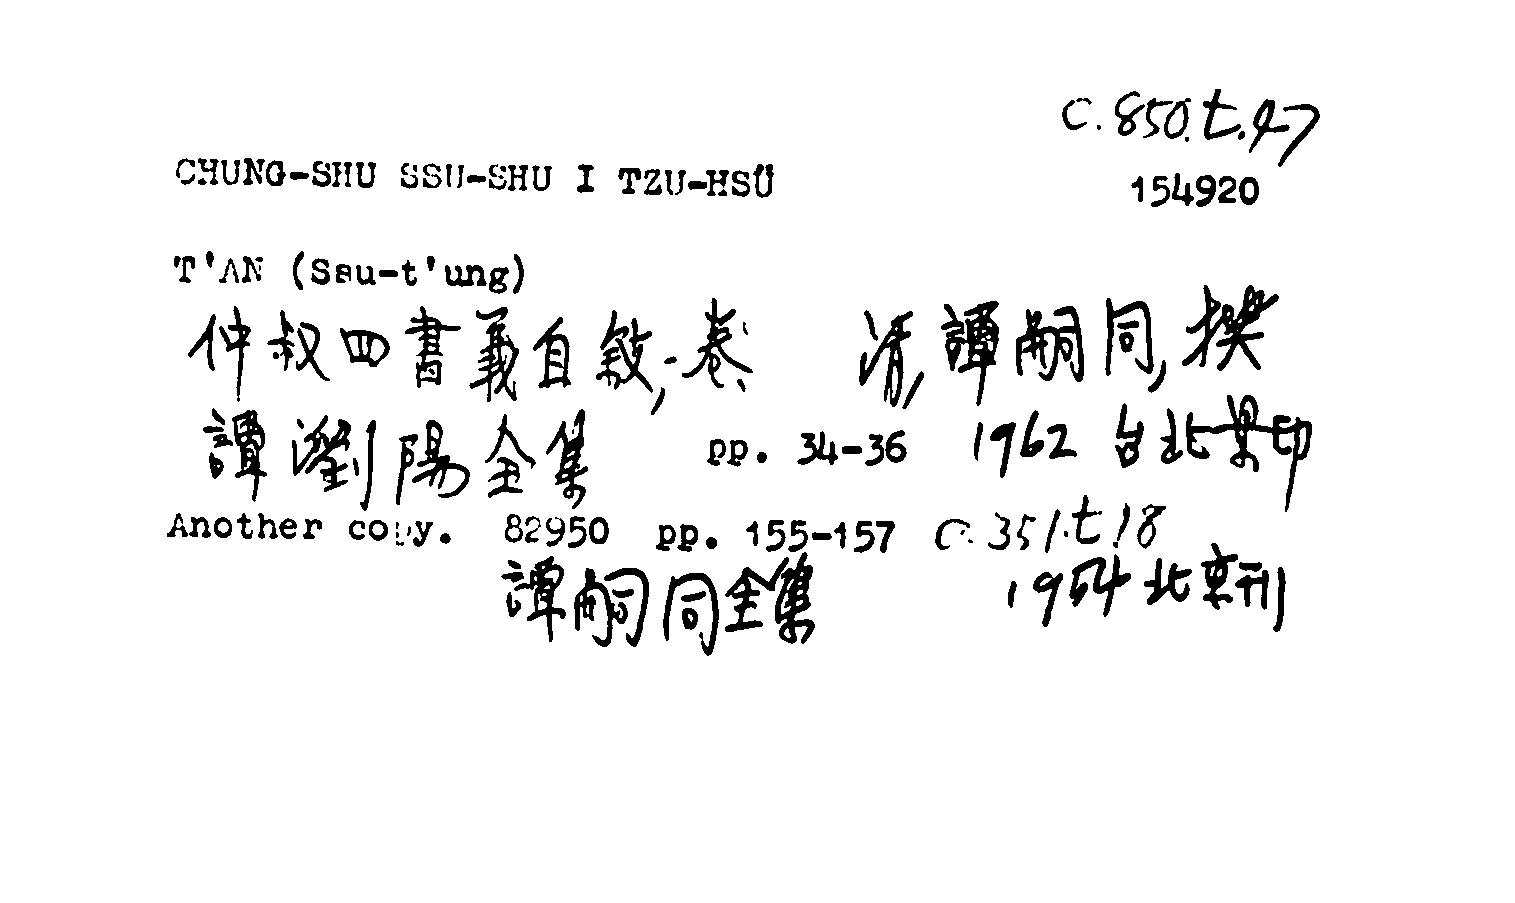 C.850.t.47
CHUNG-SHU SSU-SHU I TZU-HSÜ 154920
T'AN (Ssu-t'ung)
仲叔四書義自敍,一卷 清,譚嗣同,撰
譚瀏陽全集 pp. 34-36 1962 台北景印
Another copy. 82950 pp. 155-157 C.351.t.18
譚嗣同全集 1954 北京刊